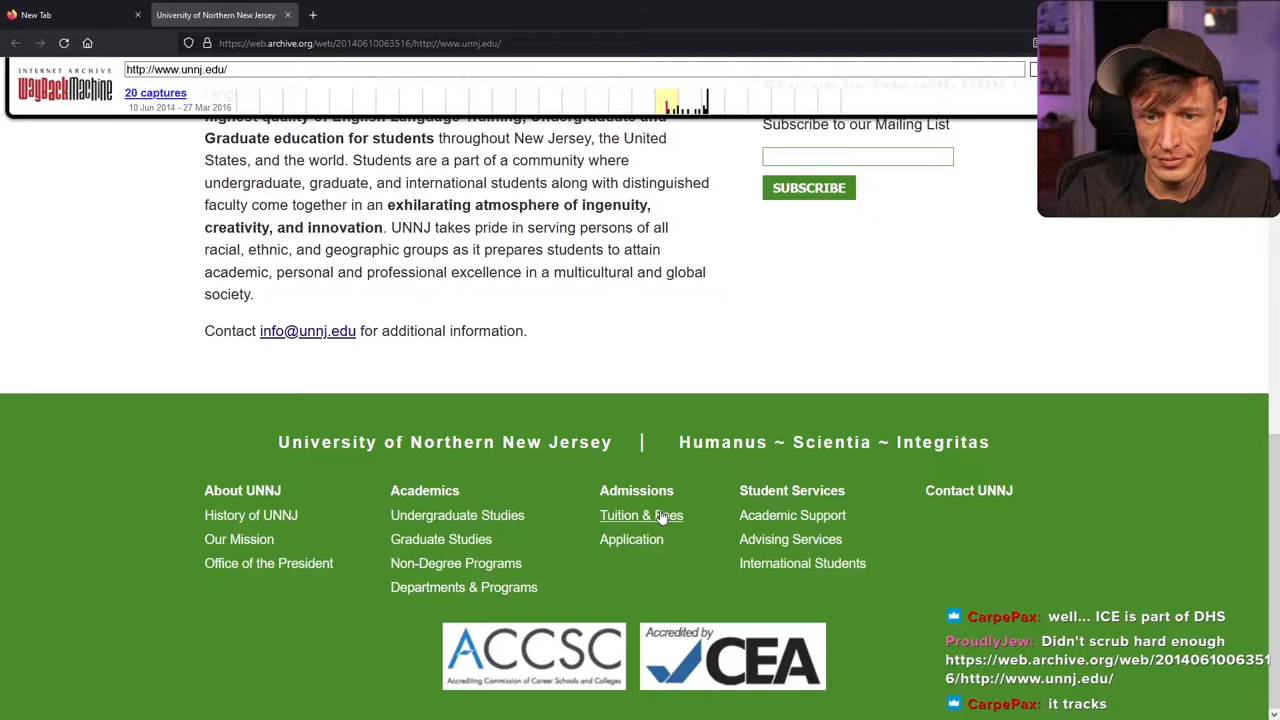 New Tab
University of Northern New Jersey
https://web.archive.org/web/20140610063516/http://www.unnj.edu/
INTERNET ARCHIVE
WayBackMachine
http://www.unnj.edu/
20 captures
10 Jun 2014 - 27 Mar 2016
highest quality of English Language Training, Undergraduate and
Graduate education for students throughout New Jersey, the United
States, and the world. Students are a part of a community where
undergraduate, graduate, and international students along with distinguished
faculty come together in an exhilarating atmosphere of ingenuity,
creativity, and innovation. UNNJ takes pride in serving persons of all
racial, ethnic, and geographic groups as it prepares students to attain
academic, personal and professional excellence in a multicultural and global
society.
Contact info@unnj.edu for additional information.
Subscribe to our Mailing List
SUBSCRIBE
University of Northern New Jersey | Humanus ~ Scientia ~ Integritas
About UNNJ
History of UNNJ
Our Mission
Office of the President
Academics
Undergraduate Studies
Graduate Studies
Non-Degree Programs
Departments & Programs
Admissions
Tuition & Fees
Application
Student Services
Academic Support
Advising Services
International Students
Contact UNNJ
ACCSC
Accrediting Commission of Career Schools and Colleges
Accredited by
CEA
CarpePax: well... ICE is part of DHS
ProudlyJew: Didn't scrub hard enough
https://web.archive.org/web/2014061006351
6/http://www.unnj.edu/
CarpePax: it tracks